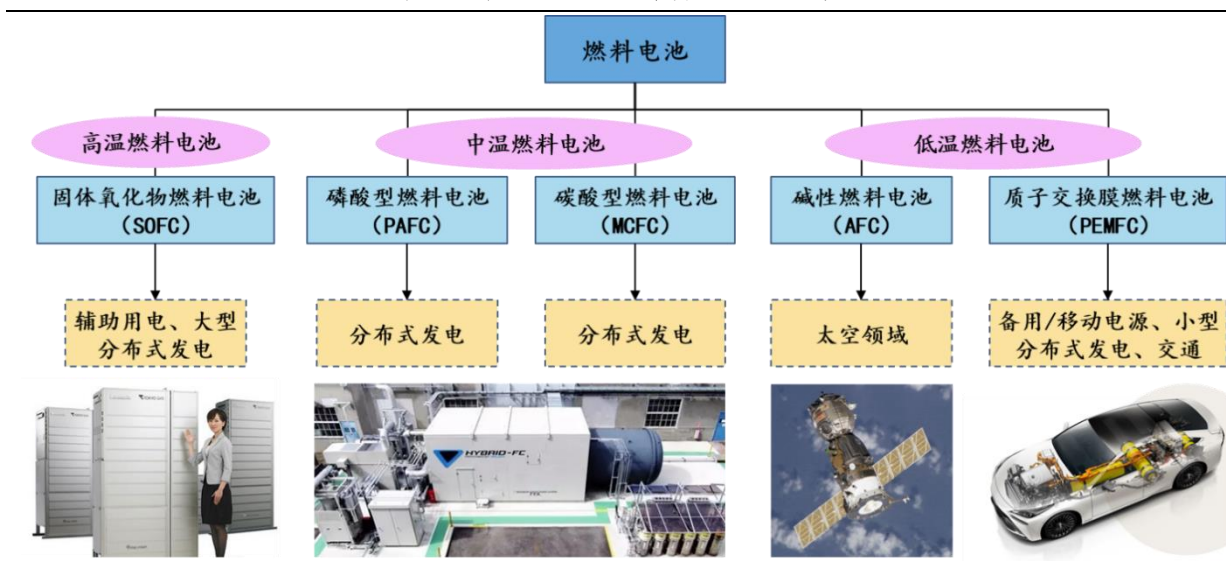 燃料电池
高温燃料电池
中温燃料电池
低温燃料电池
固体氧化物燃料电池
（SOFC）
磷酸型燃料电池
（PAFC）
碳酸型燃料电池
（MCFC）
碱性燃料电池
（AFC）
质子交换膜燃料电池
（PEMFC）
辅助用电、大型
分布式发电
分布式发电
分布式发电
太空领域
备用/移动电源、小型
分布式发电、交通
HYBRID-FC